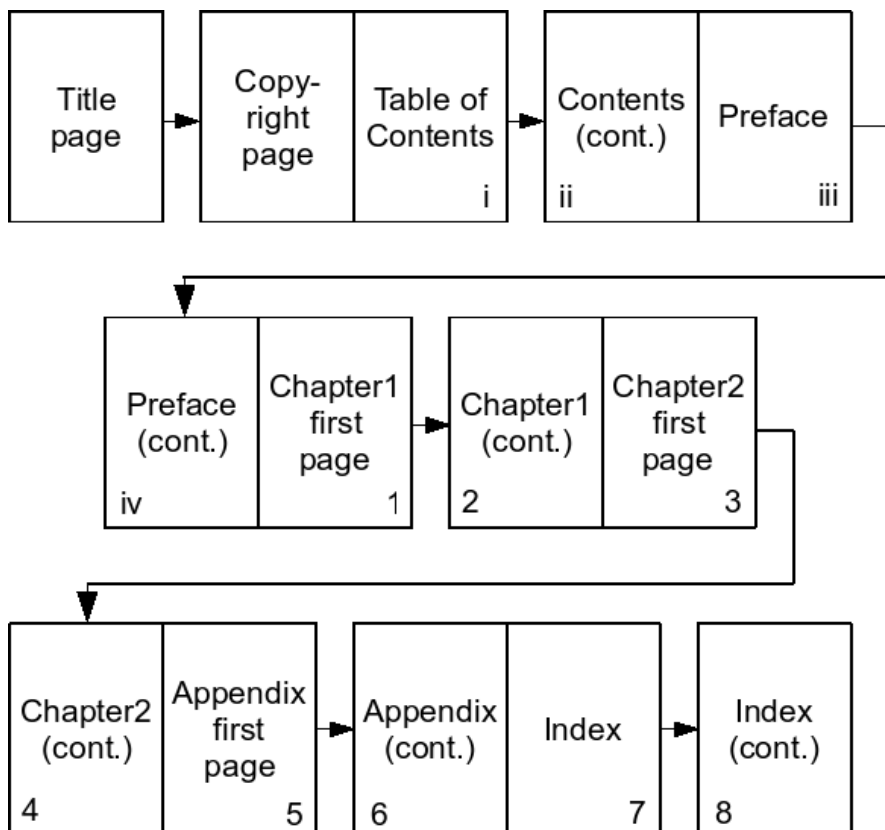 Title
page
Copy-
right
page
Table of
Contents
i
Contents
(cont.)
ii
Preface
iii
Preface
(cont.)
iv
Chapter1
first
page
1
Chapter1
(cont.)
2
Chapter2
first
page
3
Chapter2
(cont.)
4
Appendix
first
page
5
Appendix
(cont.)
6
Index
7
Index
(cont.)
8